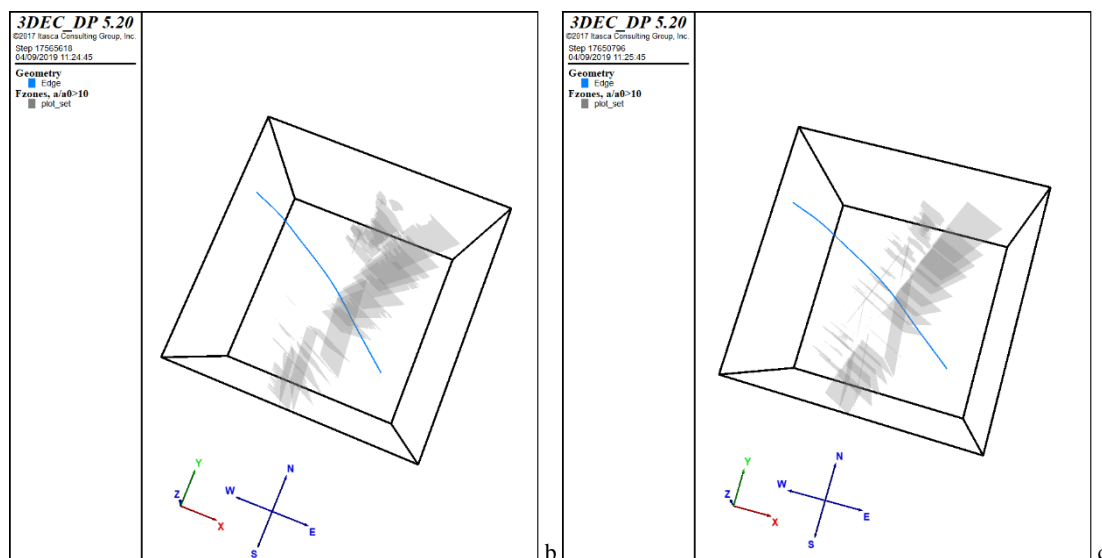 3DEC_DP 5.20
©2017 Itasca Consulting Group, Inc.
Step 17565618
04/09/2019 11:24:45
Geometry
Edge
Fzones, a/a0>10
plot_set
Y
Z
X
N
W
E
S
b
3DEC_DP 5.20
©2017 Itasca Consulting Group, Inc.
Step 17650796
04/09/2019 11:25:45
Geometry
Edge
Fzones, a/a0>10
plot_set
Y
Z
X
N
W
E
S